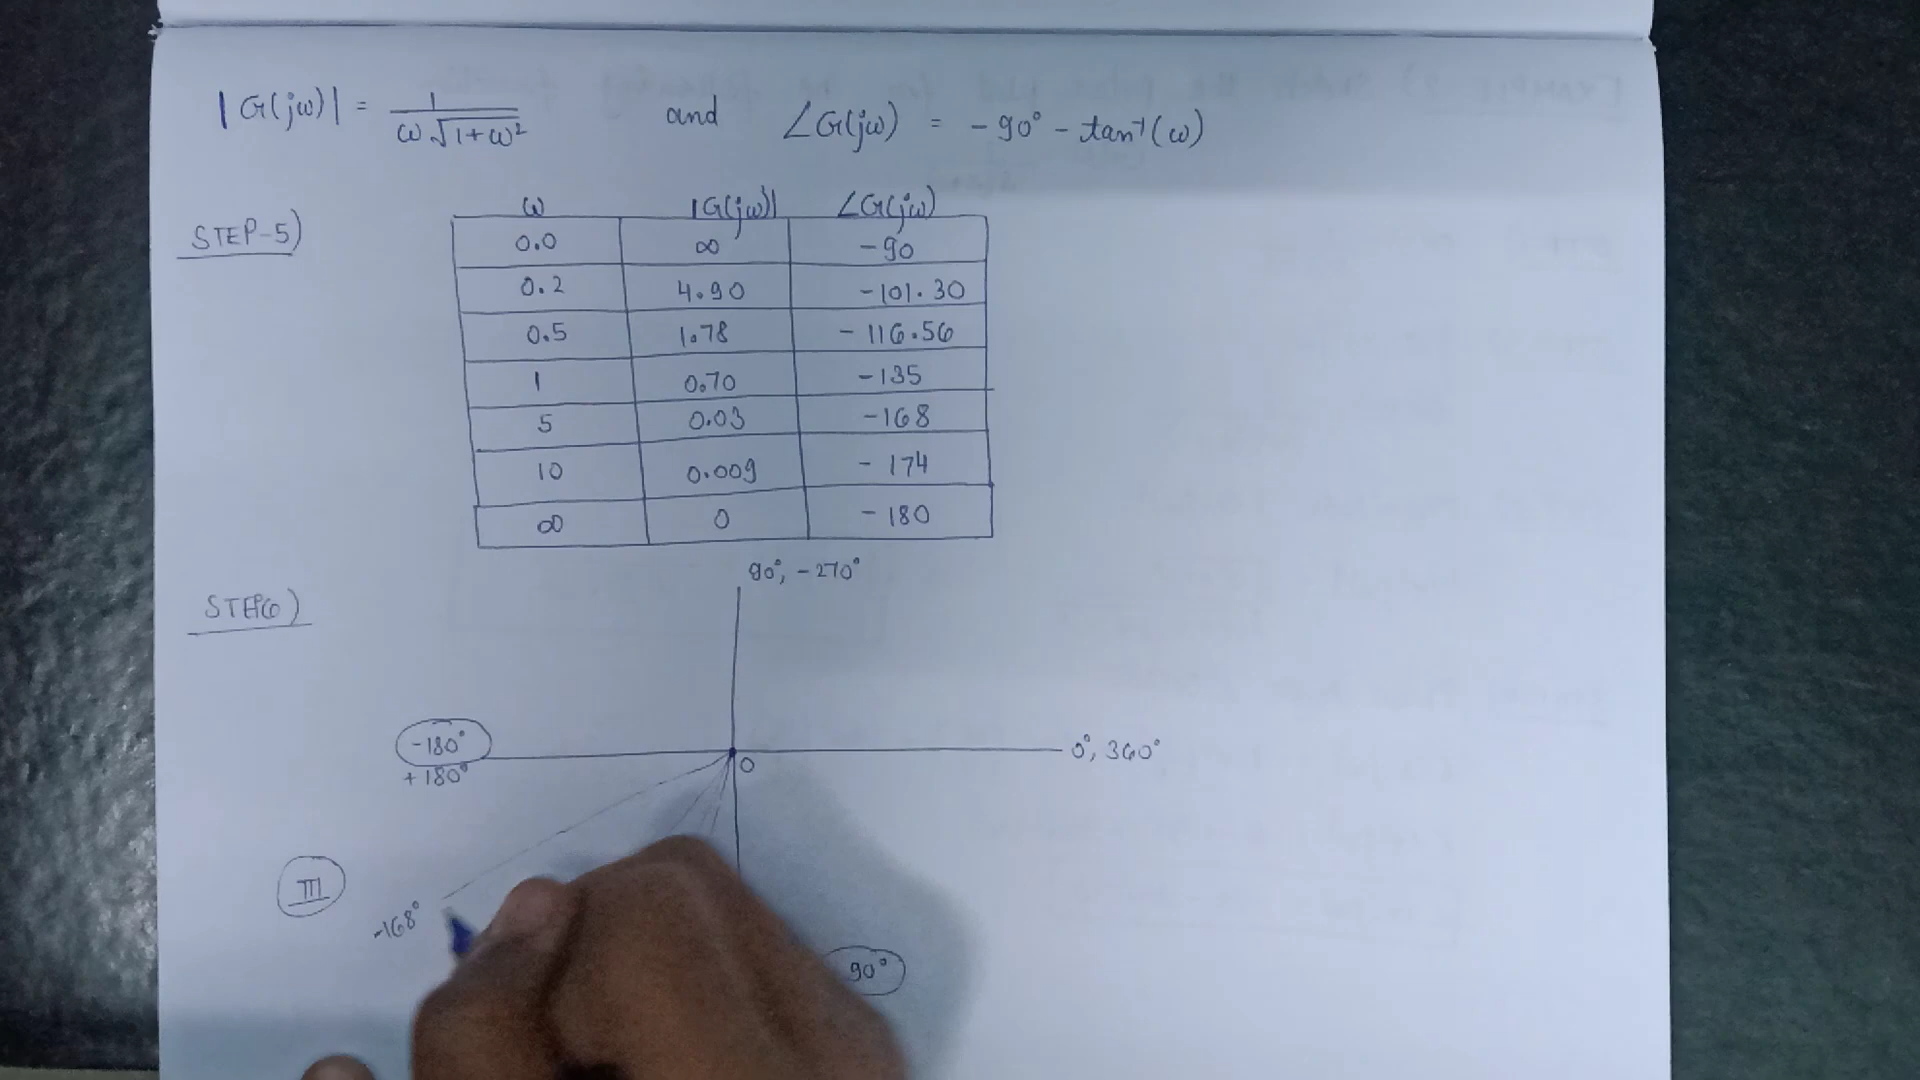 |G(jω)| = 1 / ω √1+ω² and ∠G(jω) = -90° - tan⁻¹(ω)
STEP-5)
ω |G(jω)| ∠G(jω)
0.0 ∞ -90
0.2 4.90 -101.30
0.5 1.78 -116.56
1 0.70 -135
5 0.03 -168
10 0.009 -174
∞ 0 -180
STEP6)
90°, -270°
-180°
+180°
O
0°, 360°
III
-168°
90°